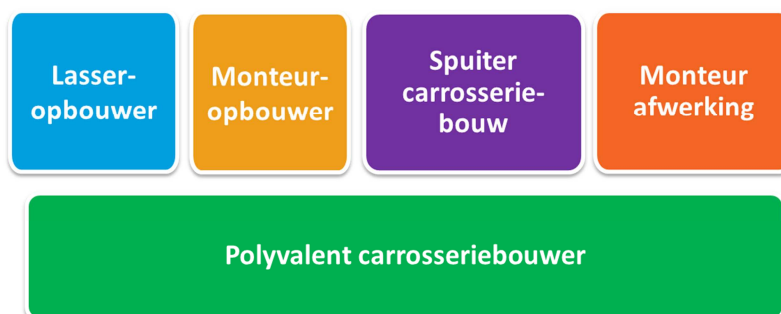 Lasser-
opbouwer
Monteur-
opbouwer
Spuiter
carrosserie-
bouw
Monteur
afwerking
Polyvalent carrosseriebouwer